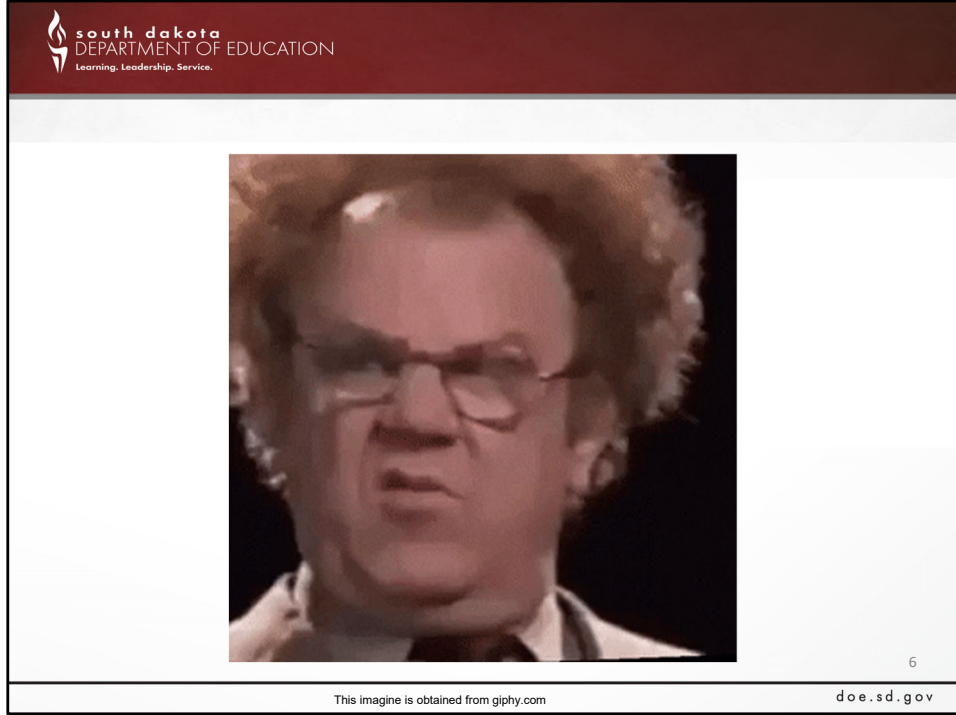 south dakota
DEPARTMENT OF EDUCATION
Learning. Leadership. Service.
6
This imagine is obtained from giphy.com
doe.sd.gov